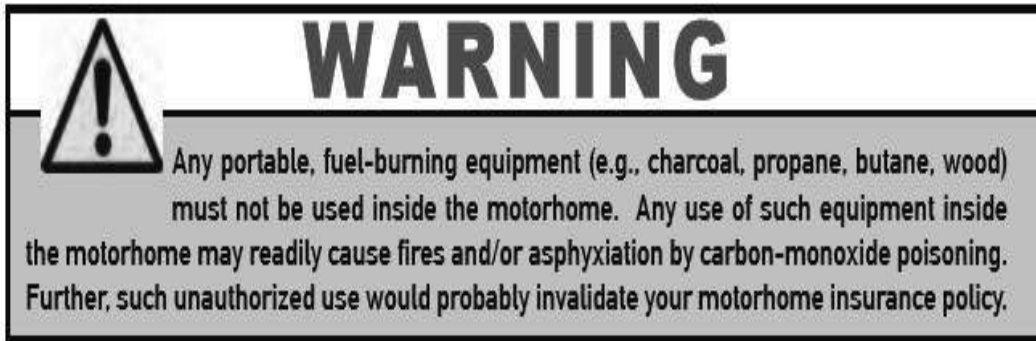 WARNING
Any portable, fuel-burning equipment (e.g., charcoal, propane, butane, wood)
must not be used inside the motorhome. Any use of such equipment inside
the motorhome may readily cause fires and/or asphyxiation by carbon-monoxide poisoning.
Further, such unauthorized use would probably invalidate your motorhome insurance policy.